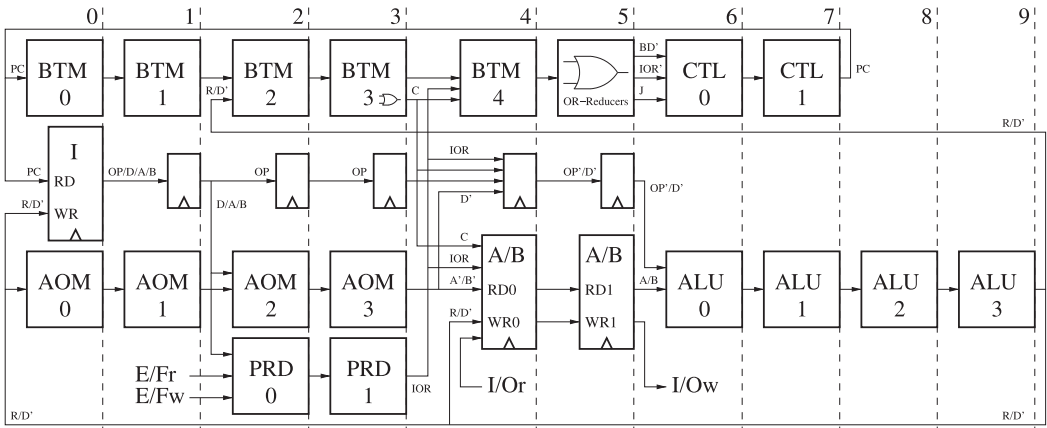 0 1 2 3 4 5 6 7 8 9
BTM BTM BTM BTM BTM BD' CTL CTL
PC IOR' PC
0 1 2 3 C 4 OR-Reducers J 0 1
R/D'
R/D'
I IOR
PC RD OP/D/A/B OP OP OP'/D'
OP'/D'
R/D' WR D/A/B D'
C
AOM AOM AOM AOM IOR A/B A/B ALU ALU ALU ALU
A'/B' RD0 RD1 A/B
0 1 2 3 0 1 2 3
R/D' WR0 WR1
PRD PRD
E/Fr 0 1 IOR I/Or I/Ow
E/Fw
R/D' R/D'